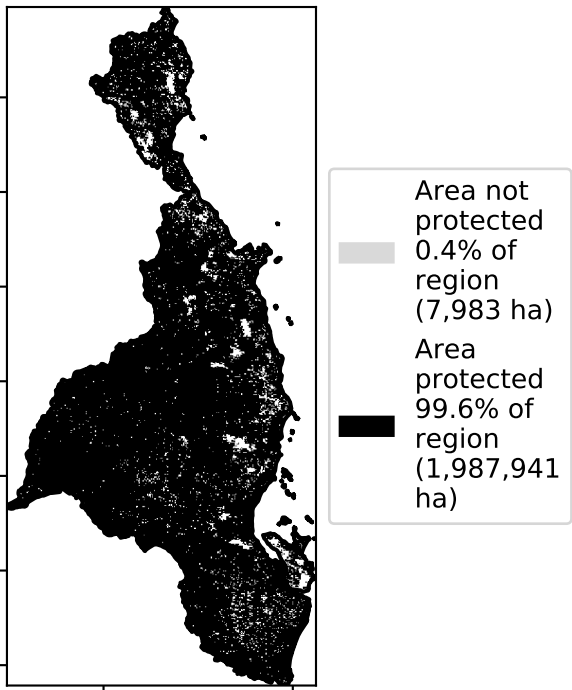 Area not
protected
0.4% of
region
(7,983 ha)
Area
protected
99.6% of
region
(1,987,941
ha)